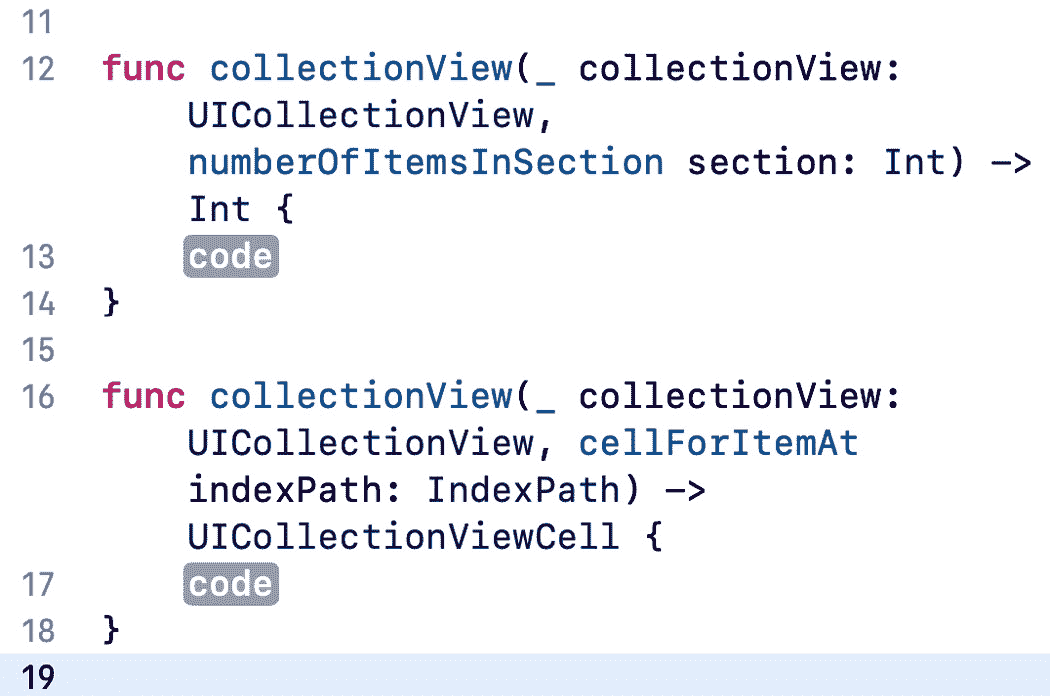 11
12 func collectionView(_ collectionView:
UICollectionView,
numberOfItemsInSection section: Int) ->
Int {
13 code
14 }
15
16 func collectionView(_ collectionView:
UICollectionView, cellForItemAt
indexPath: IndexPath) ->
UICollectionViewCell {
17 code
18 }
19